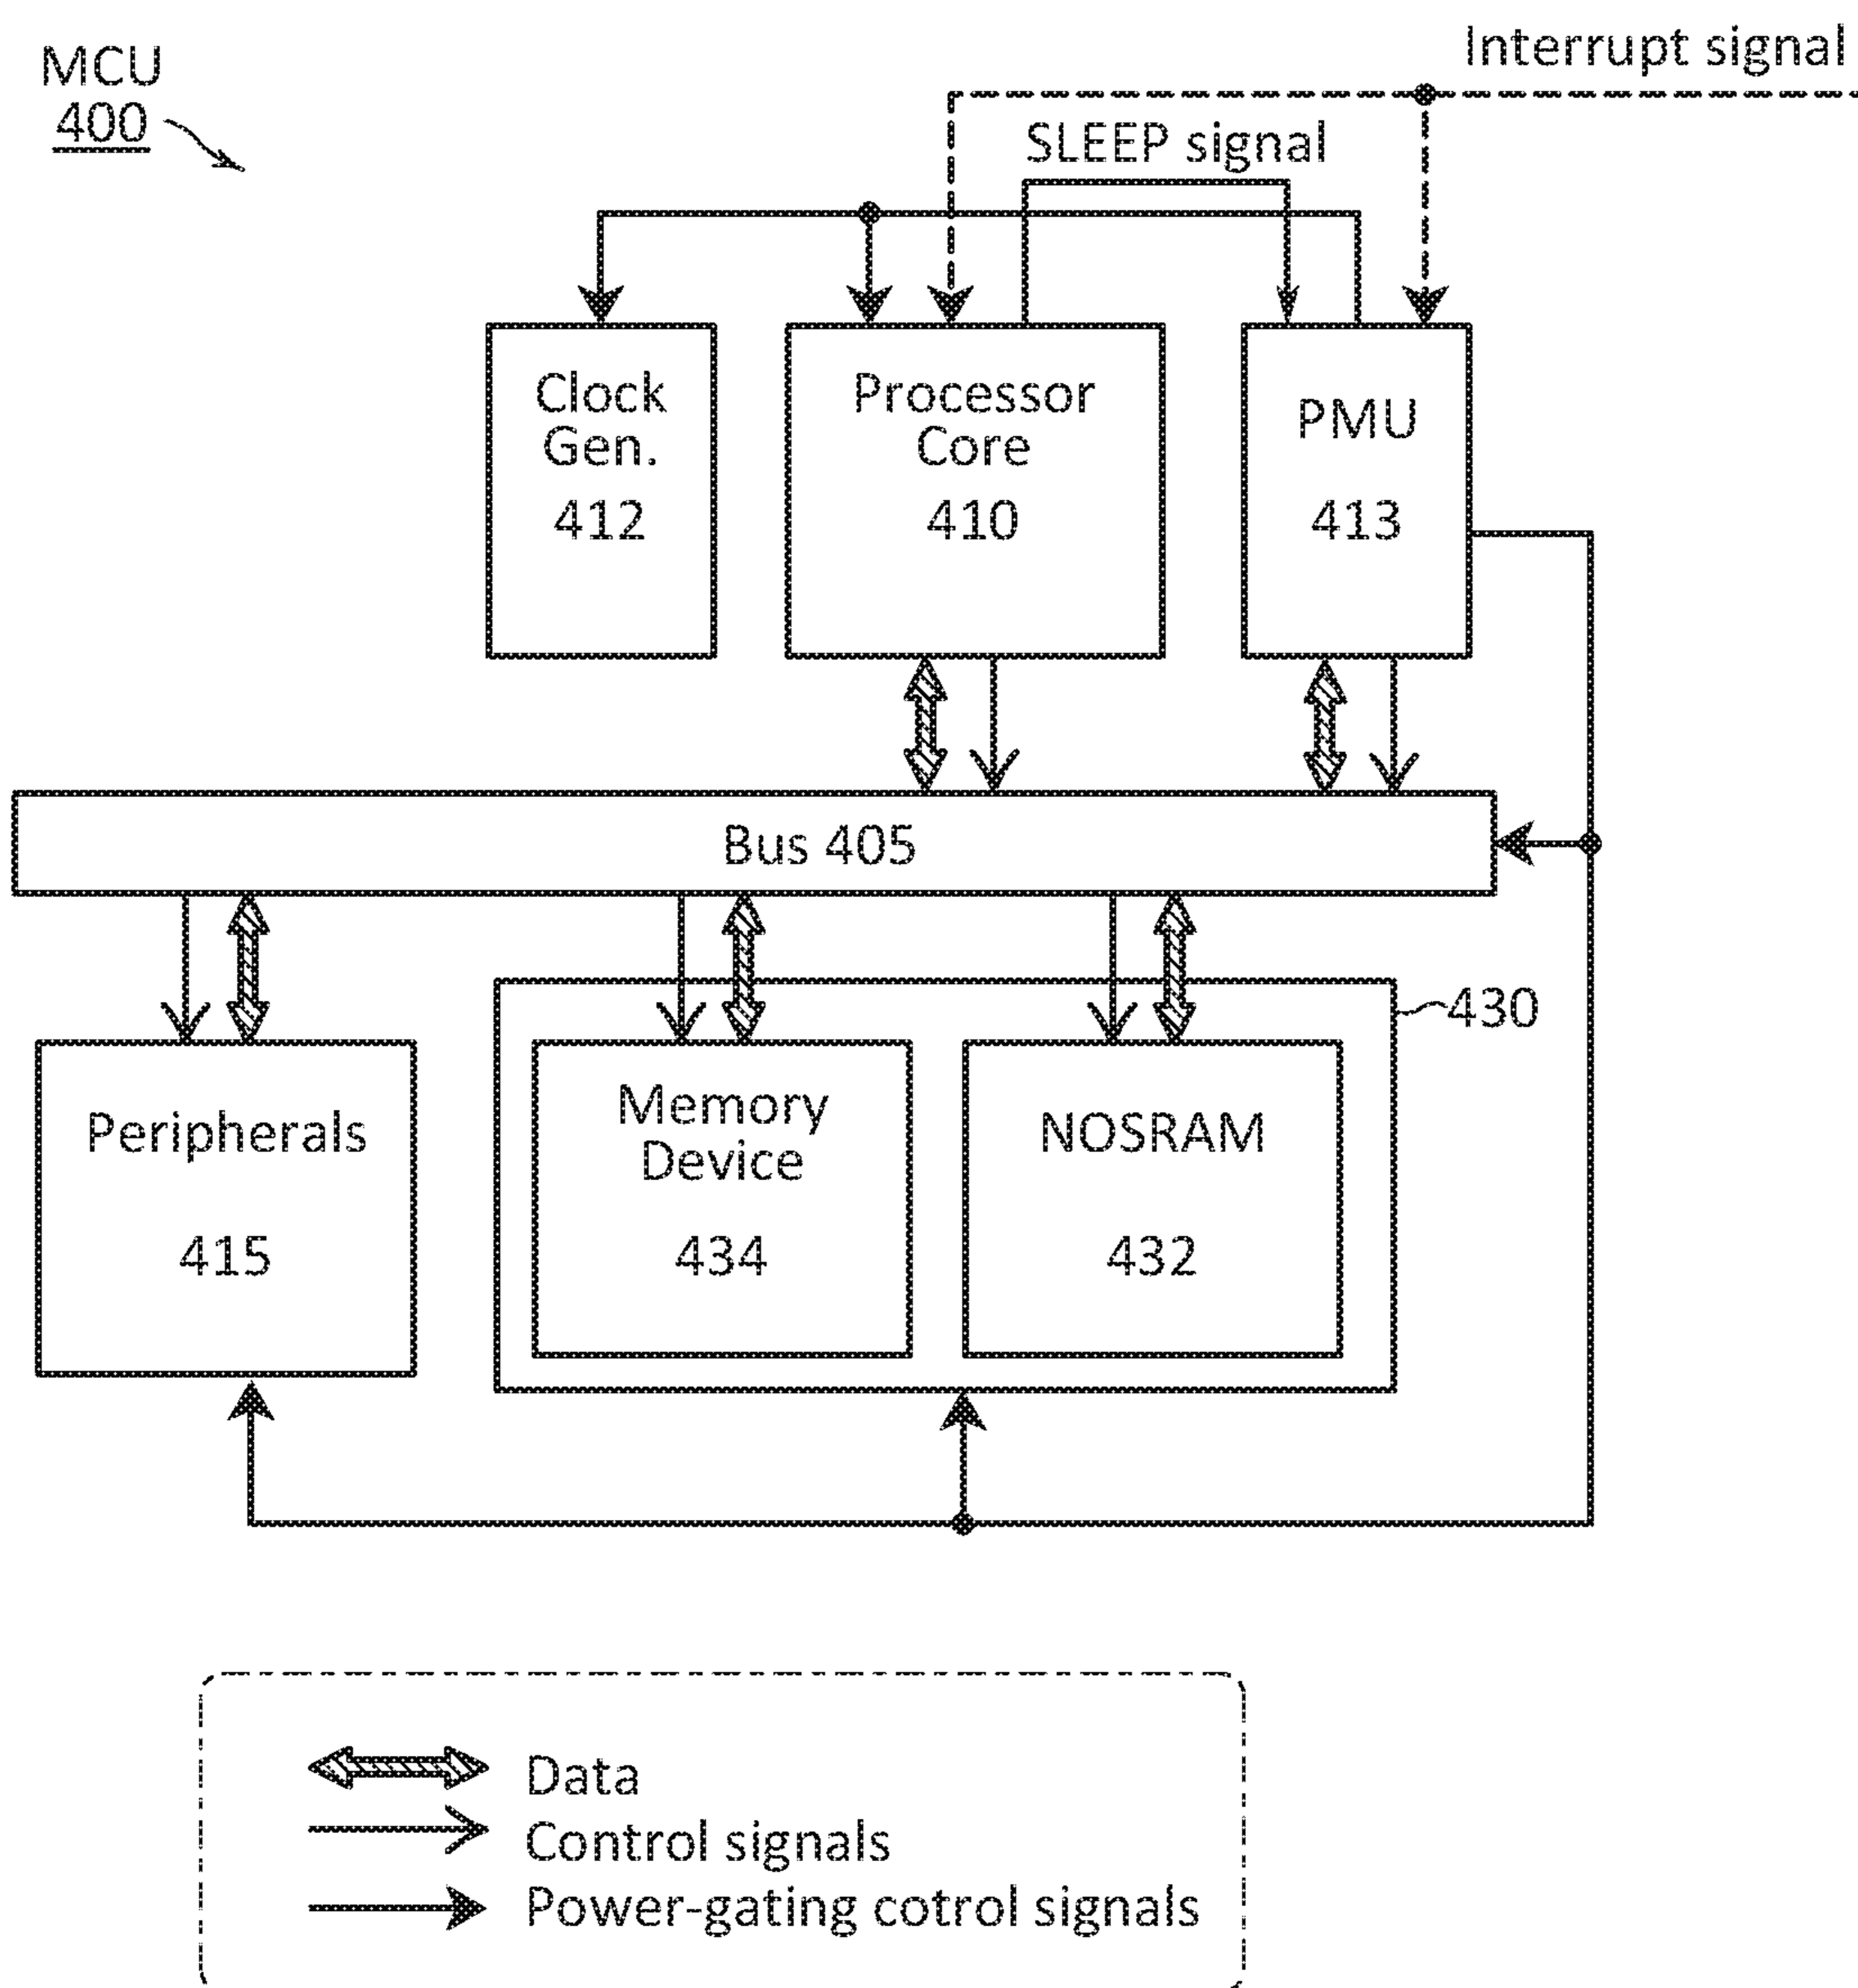 MCU
400
Interrupt signal
SLEEP signal
Clock
Gen.
412
Processor
Core
410
PMU
413
Bus 405
430
Peripherals
415
Memory
Device
434
NOSRAM
432
Data
Control signals
Power-gating cotrol signals